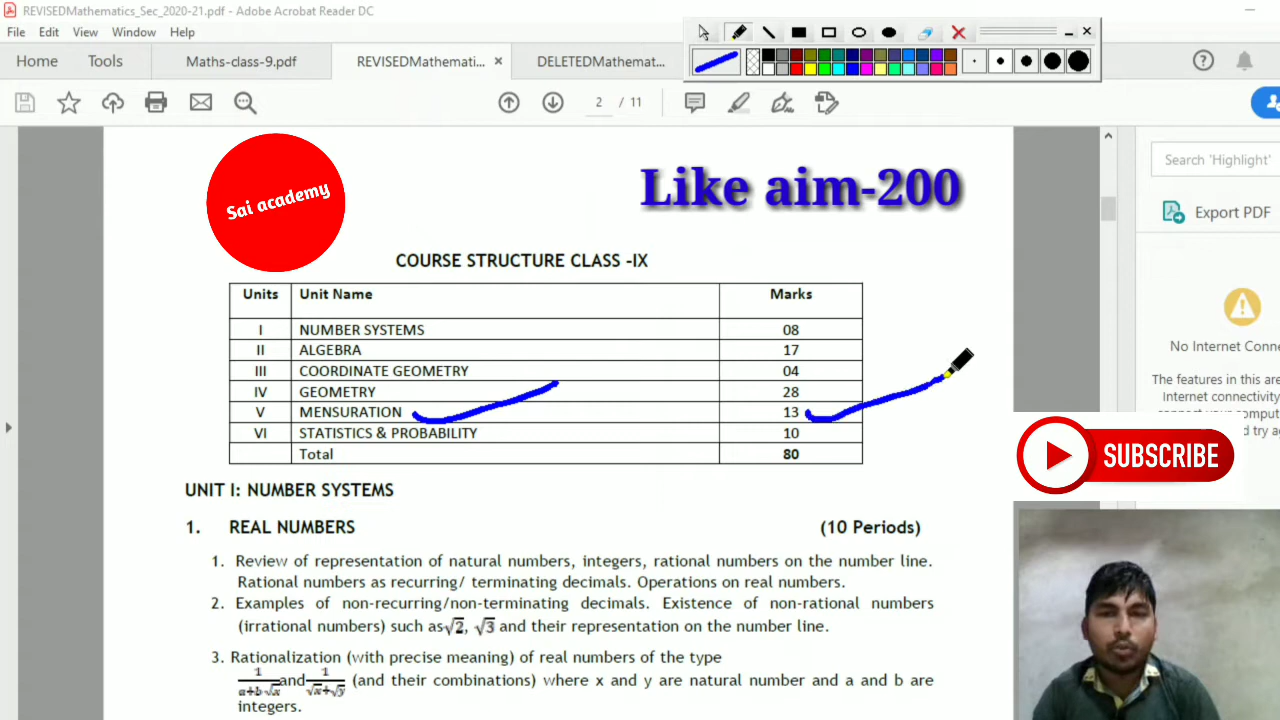 REVISEDMathematics_Sec_2020-21.pdf - Adobe Acrobat Reader DC
File Edit View Window Help
Home Tools Maths-class-9.pdf REVISEDMathemati... × DELETEDMathemat...
2 / 11
Sai academy
Like aim-200
Search 'Highlight'
Export PDF
COURSE STRUCTURE CLASS -IX
Units Unit Name Marks
I NUMBER SYSTEMS 08
II ALGEBRA 17
III COORDINATE GEOMETRY 04
IV GEOMETRY 28
V MENSURATION 13
VI STATISTICS & PROBABILITY 10
Total 80
No Internet Conne
The features in this are
Internet connectivity
d try ag
SUBSCRIBE
UNIT I: NUMBER SYSTEMS
1. REAL NUMBERS (10 Periods)
1. Review of representation of natural numbers, integers, rational numbers on the number line.
Rational numbers as recurring/ terminating decimals. Operations on real numbers.
2. Examples of non-recurring/non-terminating decimals. Existence of non-rational numbers
(irrational numbers) such as√2, √3 and their representation on the number line.
3. Rationalization (with precise meaning) of real numbers of the type
1/(a+b√x) and 1/(√x+√y) (and their combinations) where x and y are natural number and a and b are
integers.